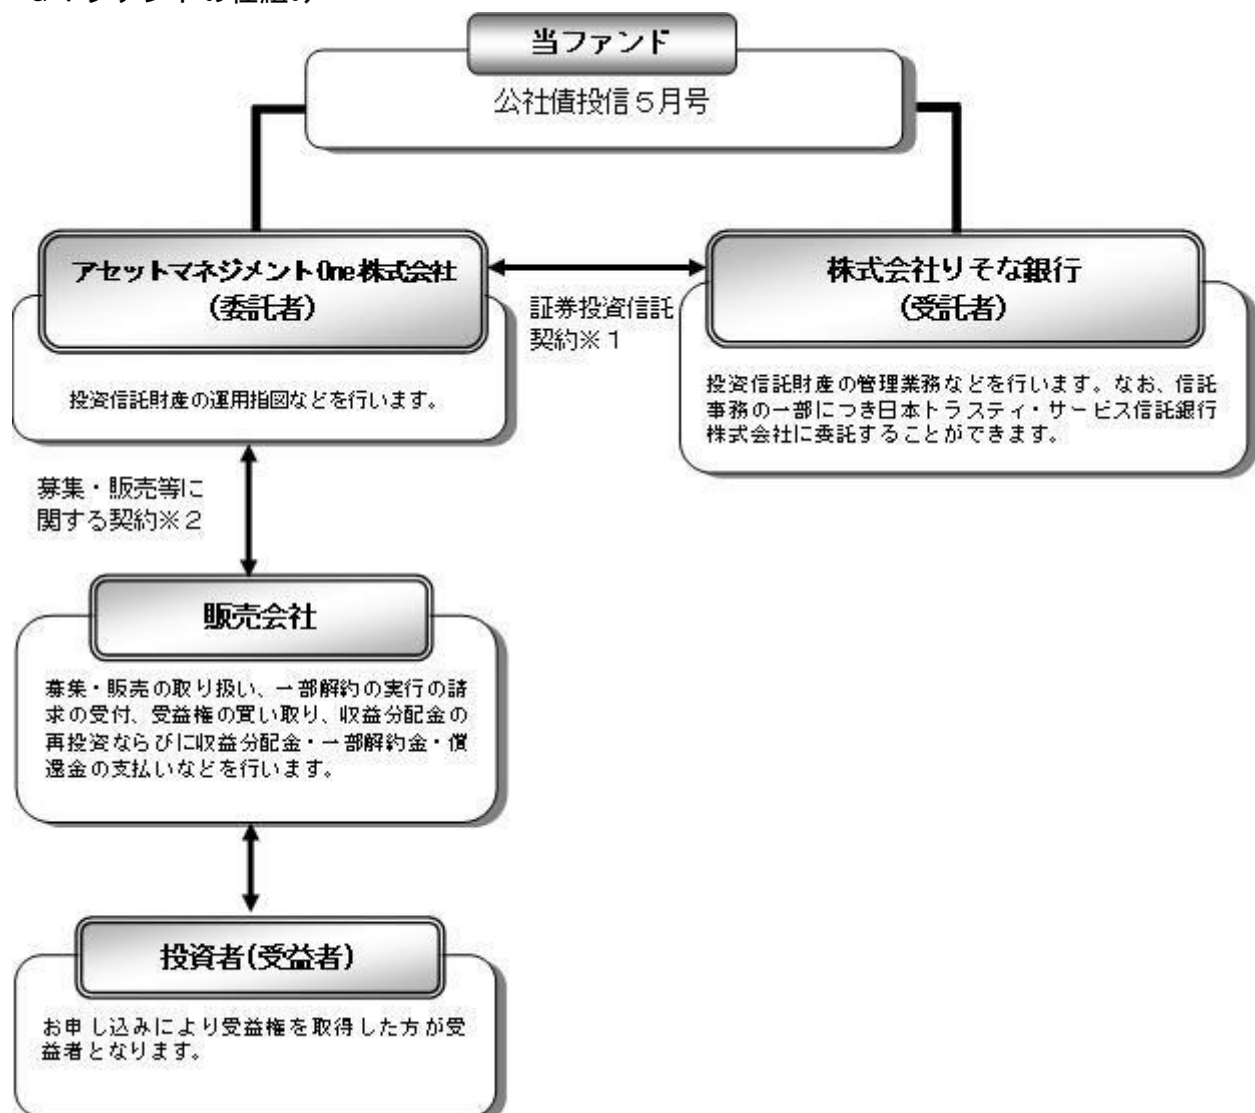 ファンドの仕組み
当ファンド
公社債投信５月号
アセットマネジメントOne株式会社
(委託者)
投資信託財産の運用指図などを行います。
証券投資信託
契約※１
株式会社りそな銀行
(受託者)
投資信託財産の管理業務などを行います。なお、信託
事務の一部につき日本トラスティ・サービス信託銀行
株式会社に委託することができます。
募集・販売等に
関する契約※２
販売会社
募集・販売の取り扱い、一部解約の実行の請
求の受付、受益権の買い取り、収益分配金の
再投資ならびに収益分配金・一部解約金・償
還金の支払いなどを行います。
投資者(受益者)
お申し込みにより受益権を取得した方が受
益者となります。